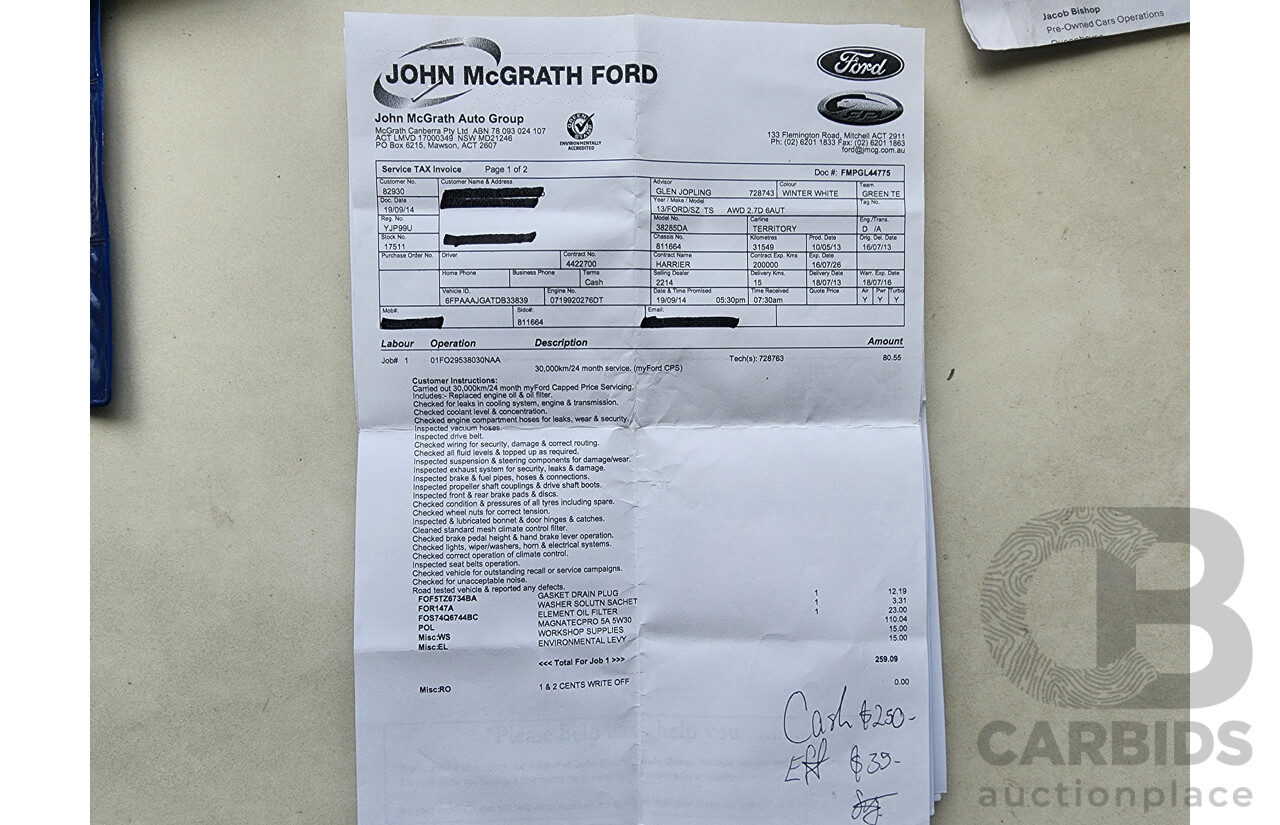 Jacob Bishop
Pre-Owned Cars Operations
JOHN McGRATH FORD
Ford
John McGrath Auto Group
McGrath Canberra Pty Ltd ABN 78 093 024 107
ACT LMVD 17000349 NSW MD21246
PO Box 6215, Mawson, ACT 2607
ENVIRONMENTALLY
ACCREDITED
133 Flemington Road, Mitchell ACT 2911
Ph: (02) 6201 1833 Fax: (02) 6201 1863
ford@jmcg.com.au
Service TAX Invoice Page 1 of 2 Doc #: FMPGL44775
Customer No. Customer Name & Address Advisor Colour Team
82930 GLEN JOPLING 728743 WINTER WHITE GREEN TE
Doc. Date Year / Make / Model Tag No.
19/09/14 13/FORD/SZ TS AWD 2.7D 6AUT
Reg. No. Model No. Carline Eng./Trans.
YJP99U 38285DA TERRITORY D /A
Stock No. Chassis No. Kilometres Prod. Date Orig. Del. Date
17511 811664 31549 10/05/13 16/07/13
Purchase Order No. Driver Contract No. Contract Name Contract Exp. Kms Exp. Date
4422700 HARRIER 200000 16/07/26
Home Phone Business Phone Terms Selling Dealer Delivery Kms. Delivery Date Warr. Exp. Date
Cash 2214 15 18/07/13 18/07/16
Vehicle ID. Engine No. Date & Time Promised Time Received Quote Price Air Pwr Turbo
6FPAAAJGATDB33839 0719920276DT 19/09/14 05:30pm 07:30am Y Y Y
Mob#: Sido#: Email:
811664
Labour Operation Description Amount
Job# 1 01FO29538030NAA Tech(s): 728763 80.55
30,000km/24 month service. (myFord CPS)
Customer Instructions:
Carried out 30,000km/24 month myFord Capped Price Servicing.
Includes:- Replaced engine oil & oil filter.
Checked for leaks in cooling system, engine & transmission.
Checked coolant level & concentration.
Checked engine compartment hoses for leaks, wear & security.
Inspected vacuum hoses.
Inspected drive belt.
Checked wiring for security, damage & correct routing.
Checked all fluid levels & topped up as required.
Inspected suspension & steering components for damage/wear.
Inspected exhaust system for security, leaks & damage.
Inspected brake & fuel pipes, hoses & connections.
Inspected propeller shaft couplings & drive shaft boots.
Inspected front & rear brake pads & discs.
Checked condition & pressures of all tyres including spare.
Checked wheel nuts for correct tension.
Inspected & lubricated bonnet & door hinges & catches.
Cleaned standard mesh climate control filter.
Checked brake pedal height & hand brake lever operation.
Checked lights, wiper/washers, horn & electrical systems.
Checked correct operation of climate control.
Inspected seat belts operation.
Checked vehicle for outstanding recall or service campaigns.
Checked for unacceptable noise.
Road tested vehicle & reported any defects.
FOF5TZ6734BA GASKET DRAIN PLUG 1 12.19
FOR147A WASHER SOLUTN SACHET 1 3.31
FOS74Q6744BC ELEMENT OIL FILTER 1 23.00
POL MAGNATECPRO 5A 5W30 110.04
Misc:WS WORKSHOP SUPPLIES 15.00
Misc:EL ENVIRONMENTAL LEVY 15.00
<<< Total For Job 1 >>> 259.09
Misc:RO 1 & 2 CENTS WRITE OFF 0.00
Cash $250-
Eff $39-
CB
CARBIDS
auctionplace